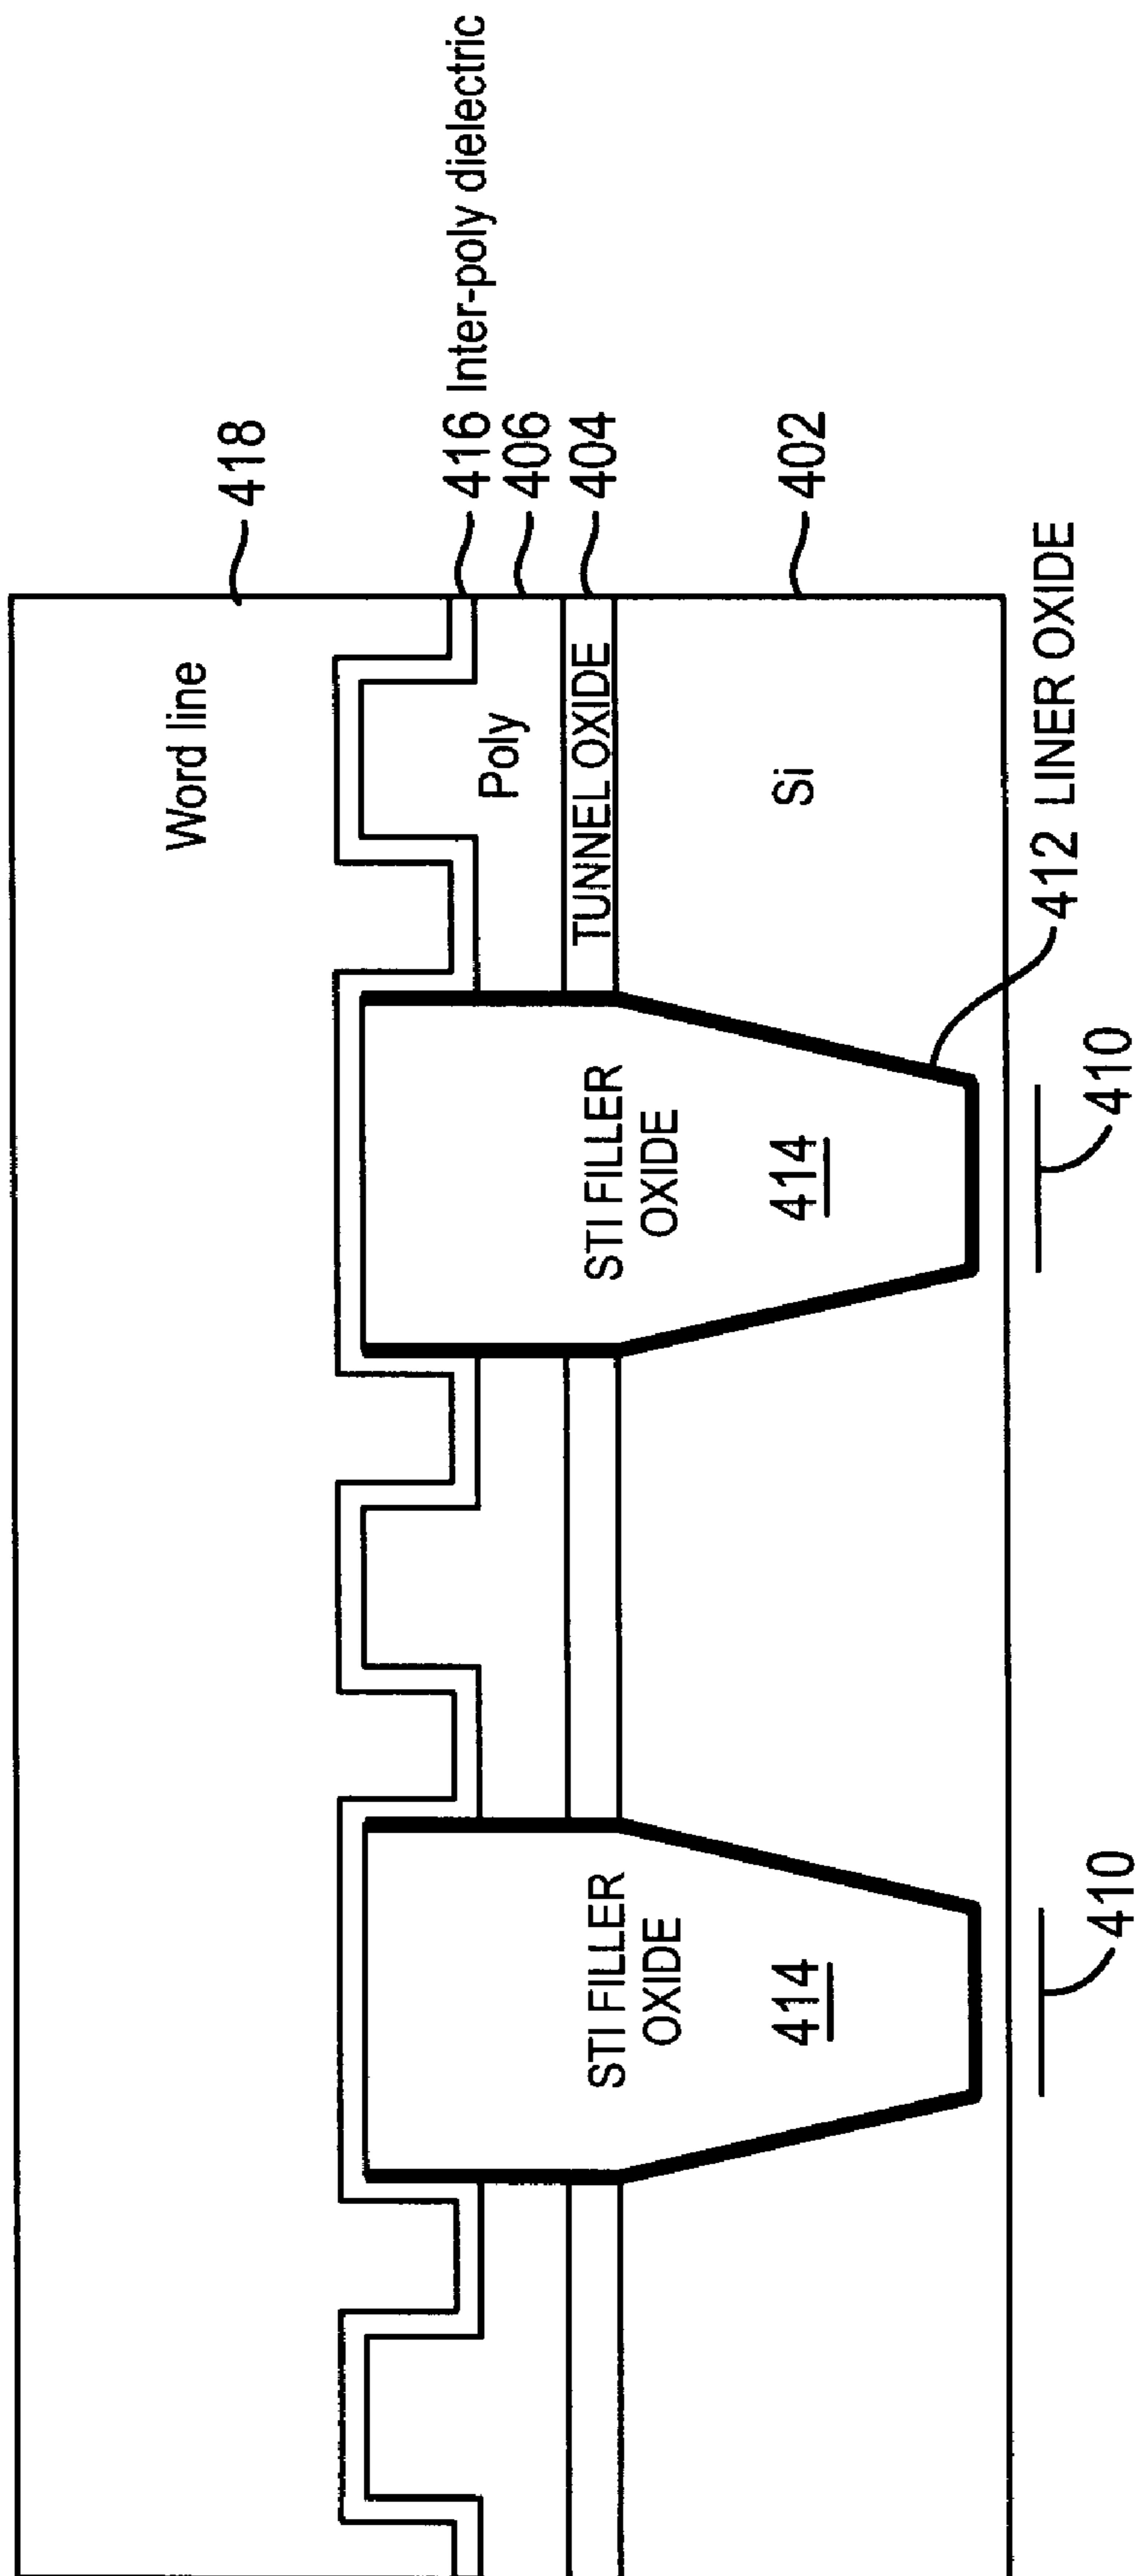 Word line
418
416 Inter-poly dielectric
Poly
406
TUNNEL OXIDE
404
Si
402
STI FILLER
OXIDE
414
STI FILLER
OXIDE
414
412 LINER OXIDE
410
410